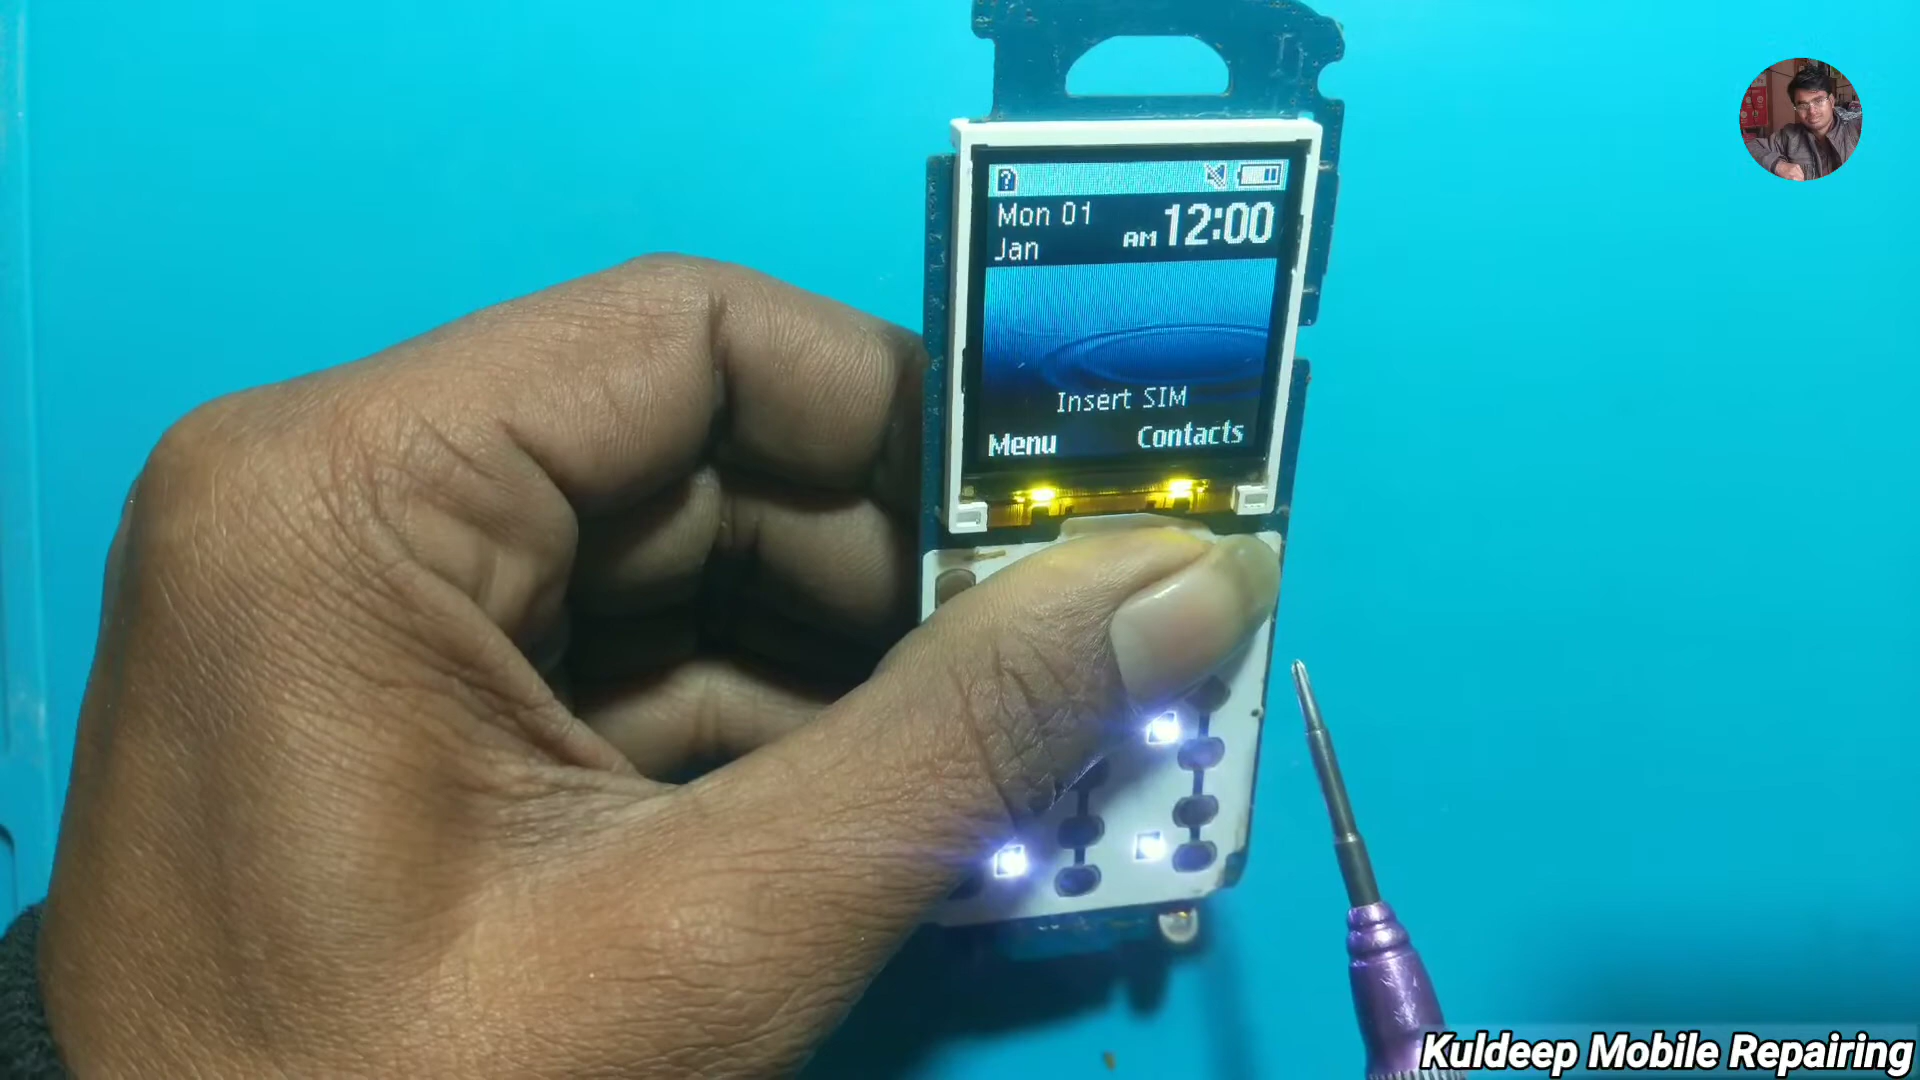 Mon 01
Jan
AM 12:00
Insert SIM
Menu
Contacts
Kuldeep Mobile Repairing